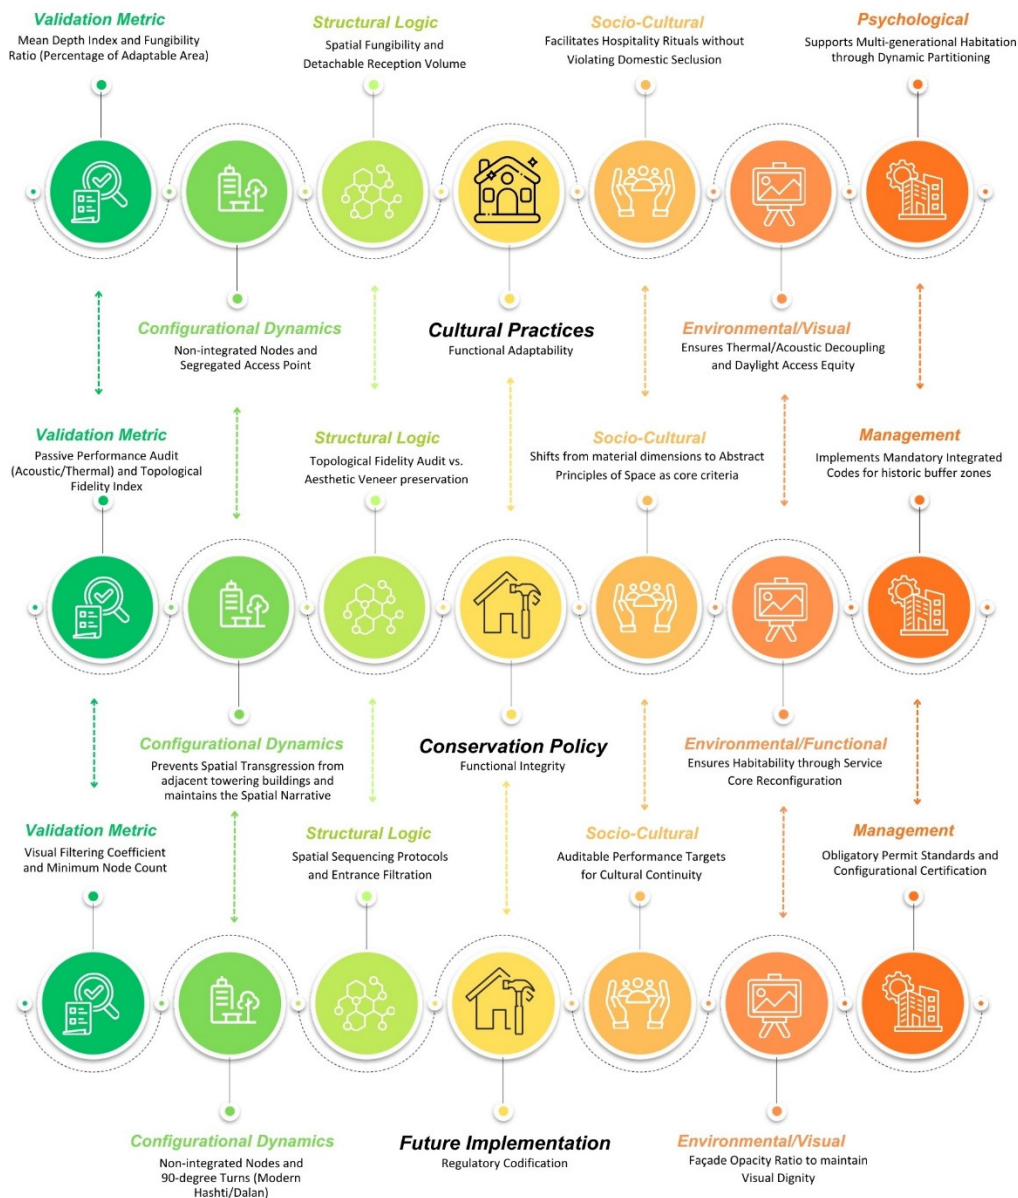 Validation Metric
Mean Depth Index and Fungibility
Ratio (Percentage of Adaptable Area)
Structural Logic
Spatial Fungibility and
Detachable Reception Volume
Socio-Cultural
Facilitates Hospitality Rituals without
Violating Domestic Seclusion
Psychological
Supports Multi-generational Habitation
through Dynamic Partitioning
Configurational Dynamics
Non-integrated Nodes and
Segregated Access Point
Cultural Practices
Functional Adaptability
Environmental/Visual
Ensures Thermal/Acoustic Decoupling
and Daylight Access Equity
Validation Metric
Passive Performance Audit
(Acoustic/Thermal) and Topological
Fidelity Index
Structural Logic
Topological Fidelity Audit vs.
Aesthetic Veneer preservation
Socio-Cultural
Shifts from material dimensions to Abstract
Principles of Space as core criteria
Management
Implements Mandatory Integrated
Codes for historic buffer zones
Configurational Dynamics
Prevents Spatial Transgression from
adjacent towering buildings and
maintains the Spatial Narrative
Conservation Policy
Functional Integrity
Environmental/Functional
Ensures Habitability through Service
Core Reconfiguration
Validation Metric
Visual Filtering Coefficient
and Minimum Node Count
Structural Logic
Spatial Sequencing Protocols
and Entrance Filtration
Socio-Cultural
Auditable Performance Targets
for Cultural Continuity
Management
Obligatory Permit Standards and
Configurational Certification
Configurational Dynamics
Non-integrated Nodes and
90-degree Turns (Modern
Hashti/Dalan)
Future Implementation
Regulatory Codification
Environmental/Visual
Façade Opacity Ratio to maintain
Visual Dignity